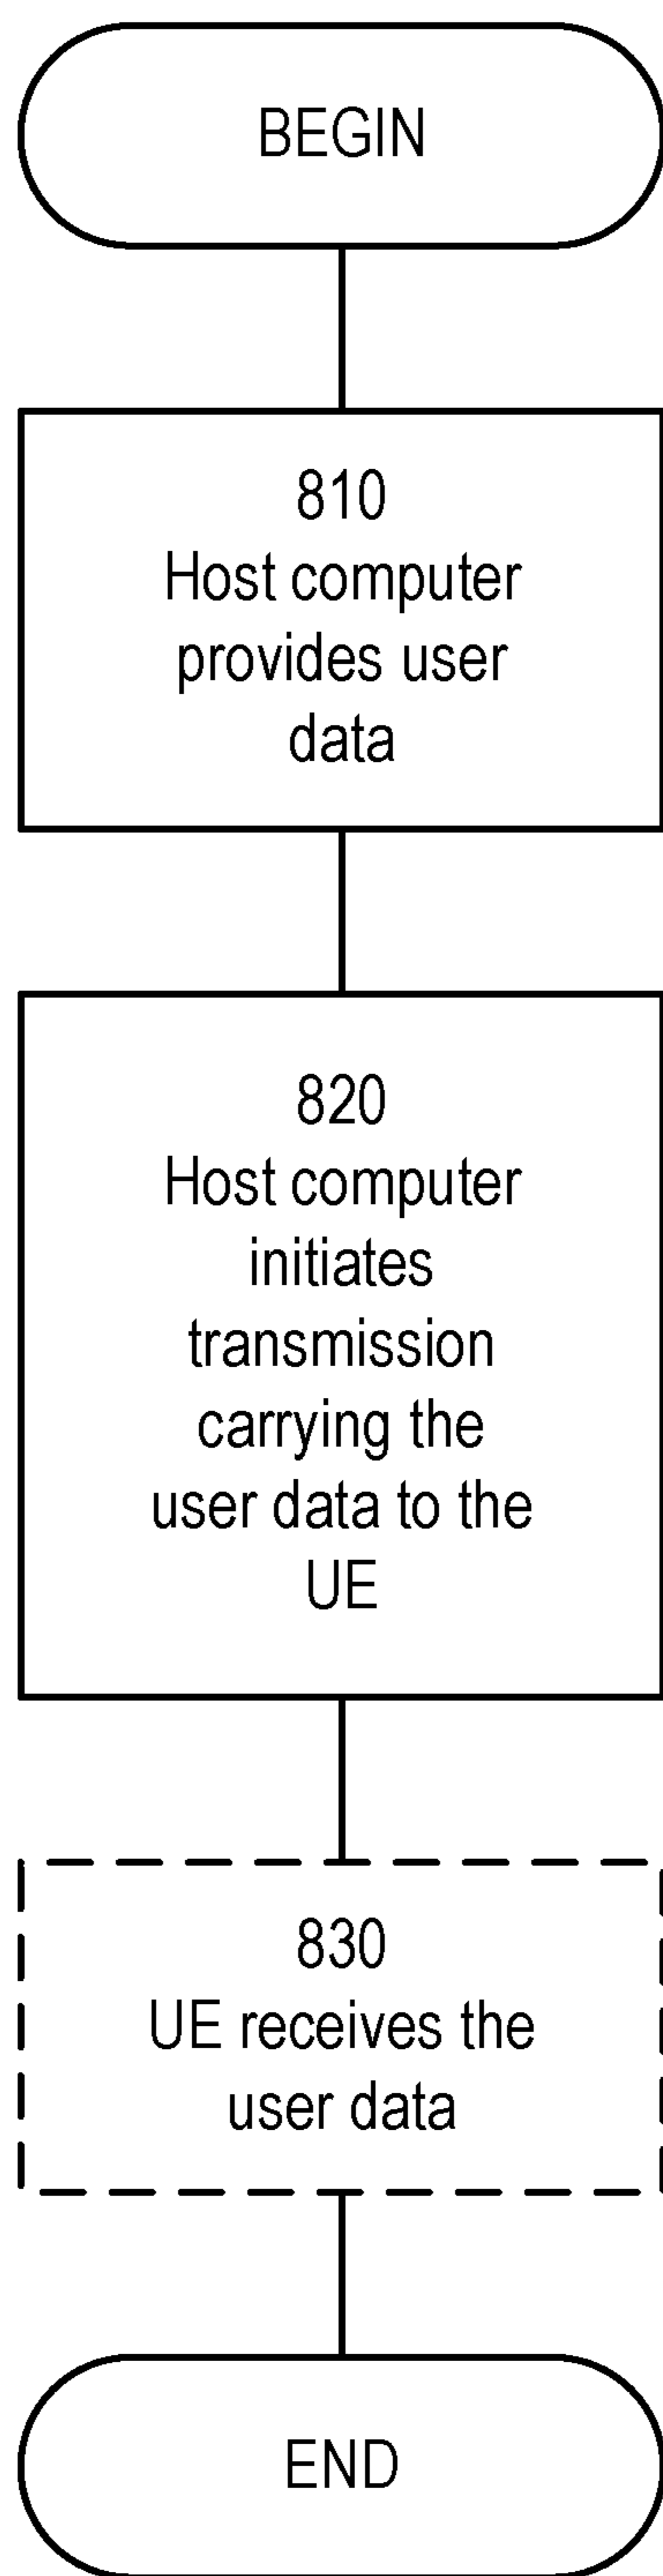 BEGIN
810
Host computer
provides user
data
820
Host computer
initiates
transmission
carrying the
user data to the
UE
830
UE receives the
user data
END